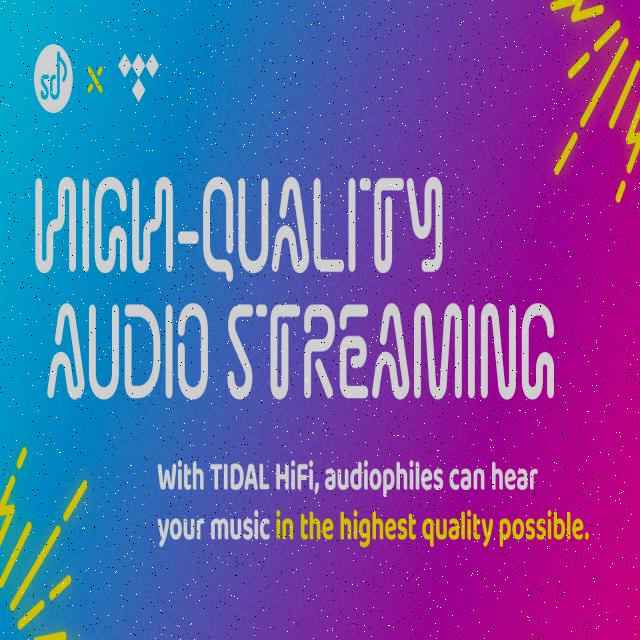 sd x
HIGH-QUALITY
AUDIO STREAMING
With TIDAL HiFi, audiophiles can hear
your music in the highest quality possible.